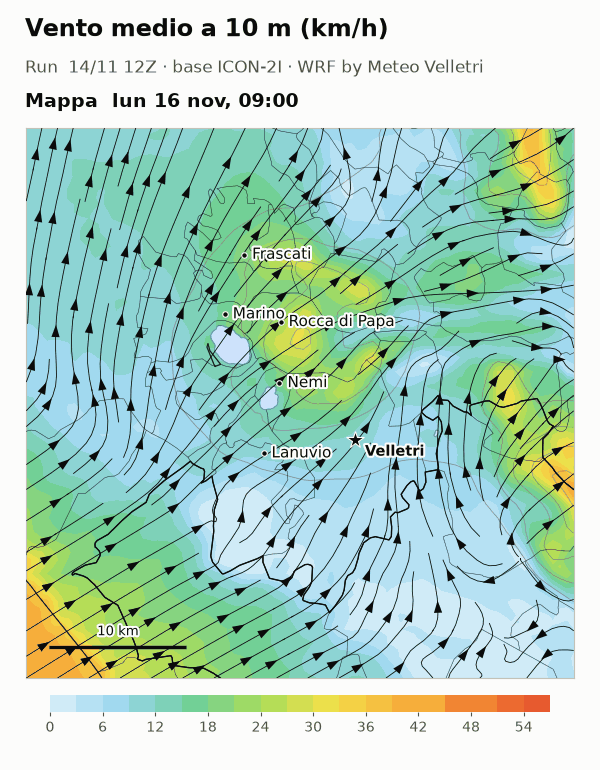 Vento medio a 10 m (km/h)
Run  14/11 12Z · base ICON-2I · WRF by Meteo Velletri
Mappa  lun 16 nov, 09:00
Frascati
Marino
Rocca di Papa
Nemi
Velletri
Lanuvio
10 km
0 6 12 18 24 30 36 42 48 54